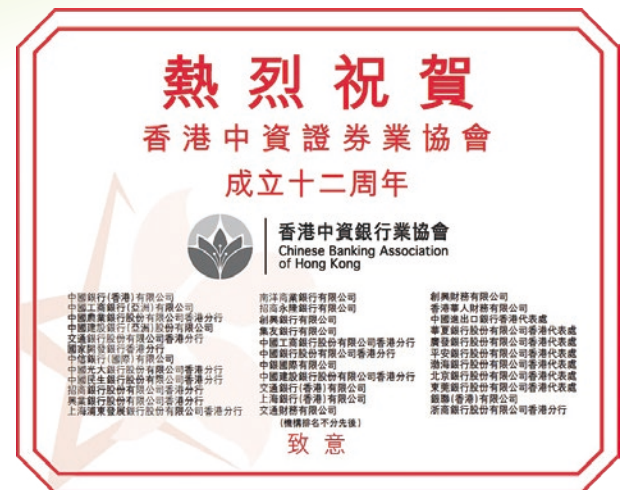 熱烈祝賀
香港中資證券業協會
成立十二周年
香港中資銀行業協會
Chinese Banking Association
of Hong Kong
中國銀行(香港)有限公司
中國工商銀行(亞洲)有限公司
中國農業銀行股份有限公司香港分行
中國建設銀行(亞洲)股份有限公司
交通銀行股份有限公司香港分行
國家開發銀行香港分行
中信銀行(國際)有限公司
中國光大銀行股份有限公司香港分行
中國民生銀行股份有限公司香港分行
招商銀行股份有限公司香港分行
興業銀行股份有限公司香港分行
上海浦東發展銀行股份有限公司香港分行
南洋商業銀行有限公司
招商永隆銀行有限公司
創興銀行有限公司
集友銀行有限公司
中國工商銀行股份有限公司香港分行
中國銀行股份有限公司香港分行
中銀國際有限公司
中國建設銀行股份有限公司香港分行
交通銀行(香港)有限公司
上海銀行(香港)有限公司
交通財務有限公司
創興財務有限公司
香港華人財務有限公司
中國進出口銀行香港代表處
華夏銀行股份有限公司香港代表處
廣發銀行股份有限公司香港代表處
平安銀行股份有限公司香港代表處
渤海銀行股份有限公司香港代表處
北京銀行股份有限公司香港代表處
東莞銀行股份有限公司香港代表處
銀聯(香港)有限公司
浙商銀行股份有限公司香港分行
(機構排名不分先後)
致意